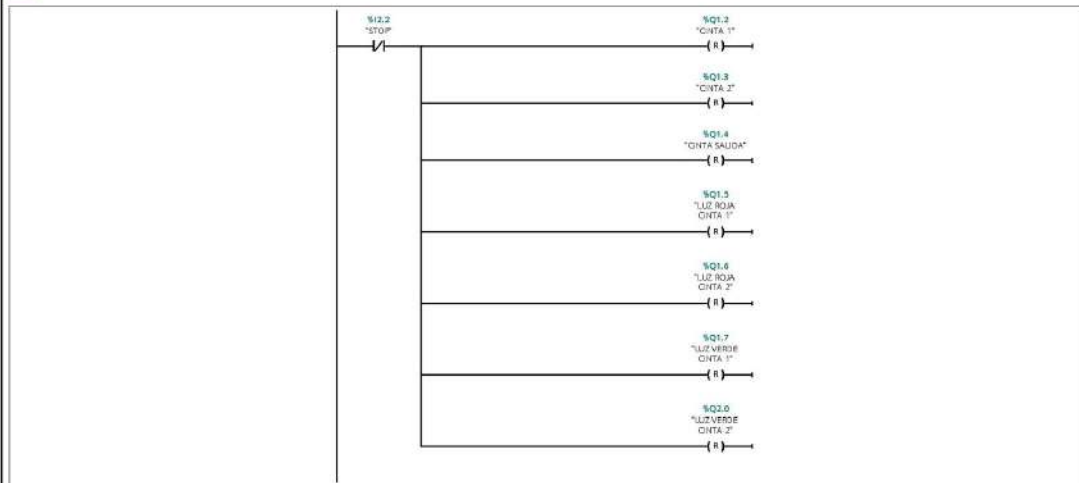 %I2.2
"STOP"
%Q1.2
"CINTA 1"
( R )
%Q1.3
"CINTA 2"
( R )
%Q1.4
"CINTA SALIDA"
( R )
%Q1.5
"LUZ ROJA
CINTA 1"
( R )
%Q1.6
"LUZ ROJA
CINTA 2"
( R )
%Q1.7
"LUZ VERDE
CINTA 1"
( R )
%Q2.0
"LUZ VERDE
CINTA 2"
( R )